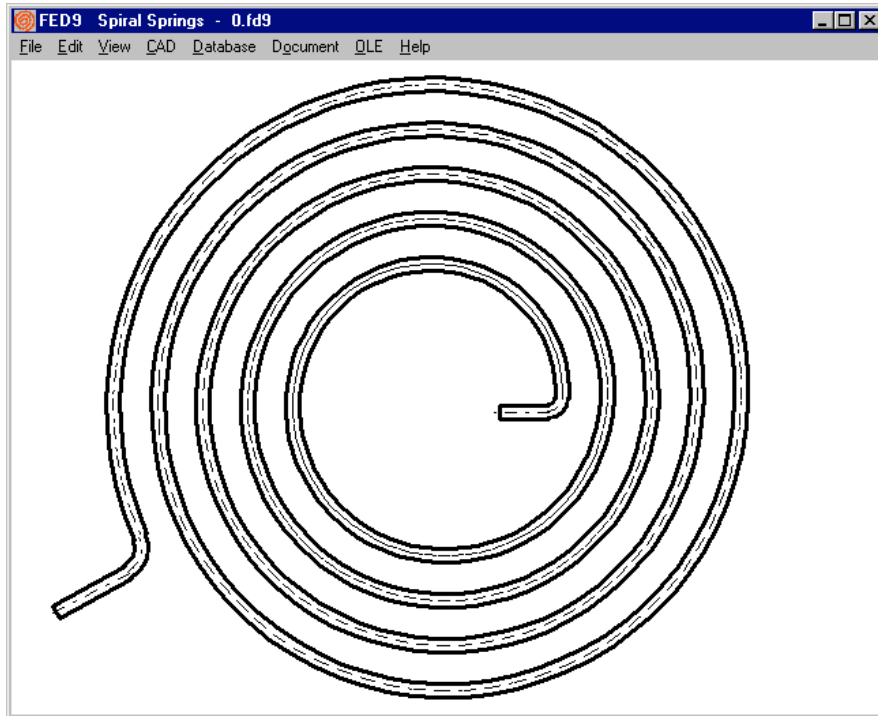 FED9 Spiral Springs - 0.fd9
File Edit View CAD Database Document OLE Help